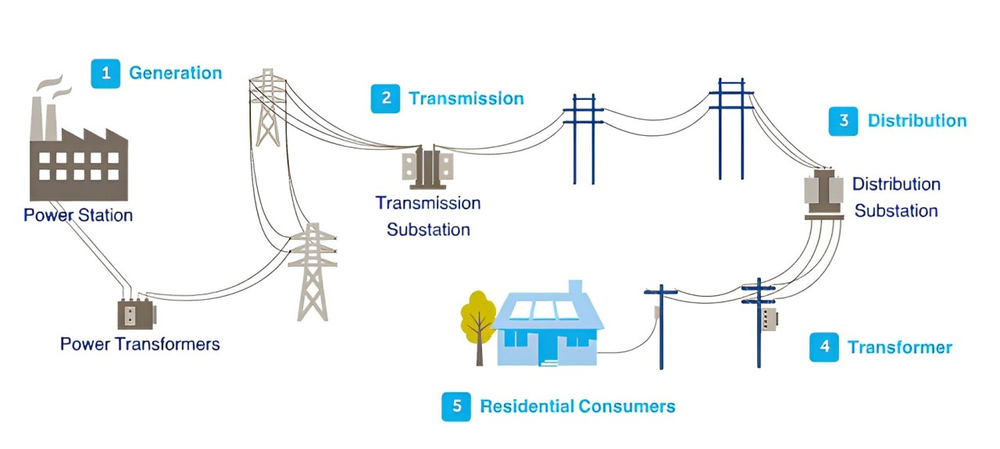 1 Generation
Power Station
Power Transformers
2 Transmission
Transmission
Substation
3 Distribution
Distribution
Substation
4 Transformer
5 Residential Consumers